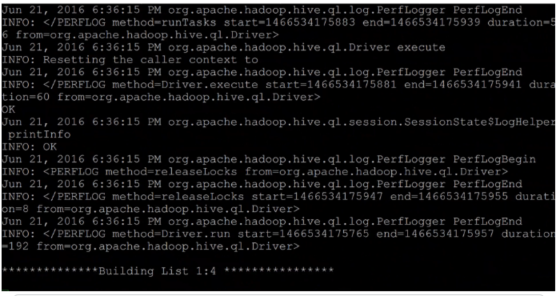 Jun 21, 2016 6:36:15 PM org.apache.hadoop.hive.ql.log.PerfLogger PerfLogEnd
INFO: </PERFLOG method=runTasks start=1466534175883 end=1466534175939 duration=5
6 from=org.apache.hadoop.hive.ql.Driver>
Jun 21, 2016 6:36:15 PM org.apache.hadoop.hive.ql.Driver execute
INFO: Resetting the caller context to
Jun 21, 2016 6:36:15 PM org.apache.hadoop.hive.ql.log.PerfLogger PerfLogEnd
INFO: </PERFLOG method=Driver.execute start=1466534175881 end=1466534175941 dura
tion=60 from=org.apache.hadoop.hive.ql.Driver>
OK
Jun 21, 2016 6:36:15 PM org.apache.hadoop.hive.ql.session.SessionState$LogHelper
printInfo
INFO: OK
Jun 21, 2016 6:36:15 PM org.apache.hadoop.hive.ql.log.PerfLogger PerfLogBegin
INFO: <PERFLOG method=releaseLocks from=org.apache.hadoop.hive.ql.Driver>
Jun 21, 2016 6:36:15 PM org.apache.hadoop.hive.ql.log.PerfLogger PerfLogEnd
INFO: </PERFLOG method=releaseLocks start=1466534175947 end=1466534175955 durati
on=8 from=org.apache.hadoop.hive.ql.Driver>
Jun 21, 2016 6:36:15 PM org.apache.hadoop.hive.ql.log.PerfLogger PerfLogEnd
INFO: </PERFLOG method=Driver.run start=1466534175765 end=1466534175957 duration
=192 from=org.apache.hadoop.hive.ql.Driver>
**************Building List 1:4 ****************